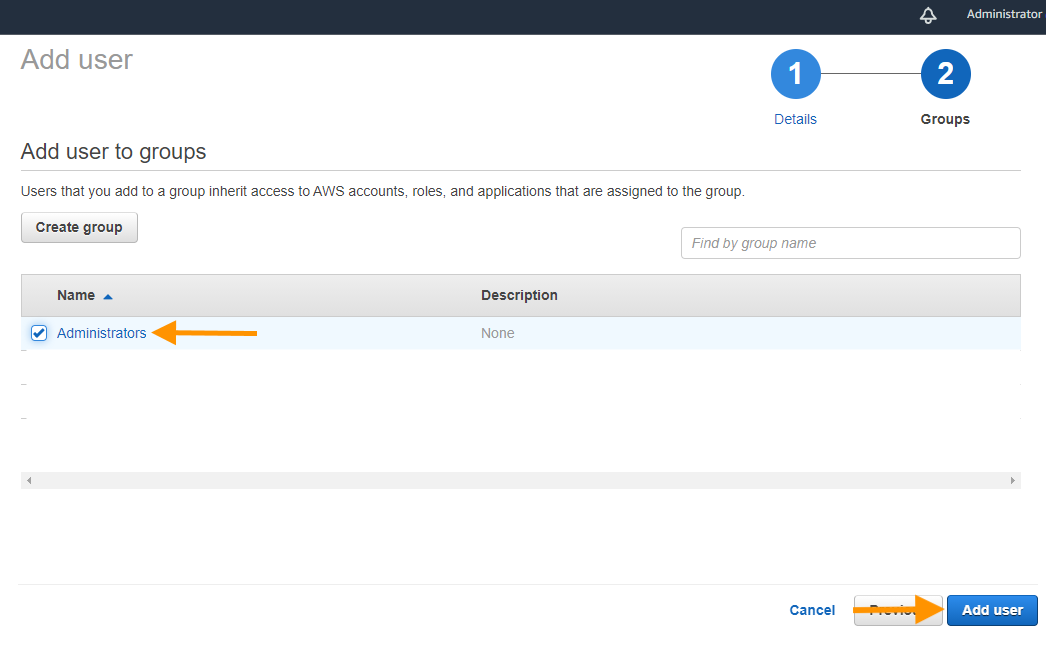 Administrator
Add user
1
2
Details
Groups
Add user to groups
Users that you add to a group inherit access to AWS accounts, roles, and applications that are assigned to the group.
Create group
Find by group name
Name Description
Administrators None
Cancel Previous Add user